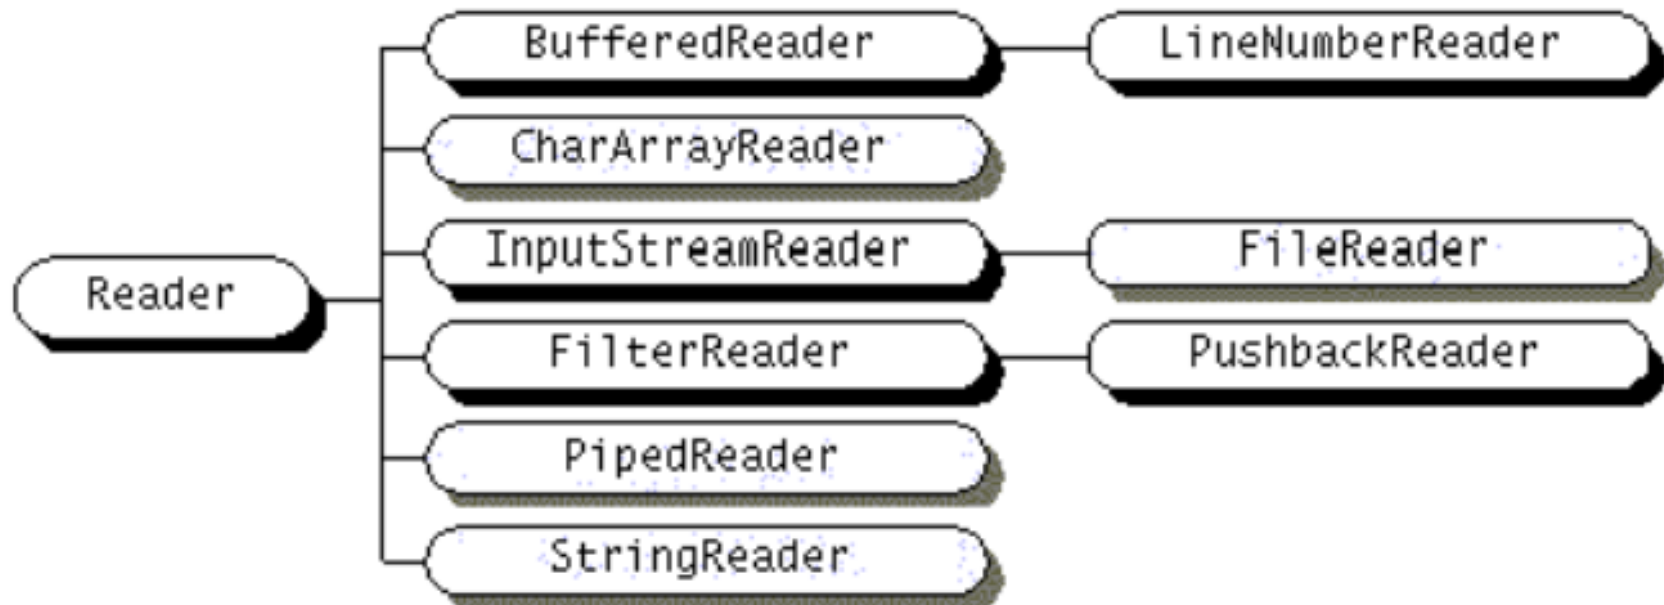 Reader
BufferedReader
LineNumberReader
CharArrayReader
InputStreamReader
FileReader
FilterReader
PushbackReader
PipedReader
StringReader